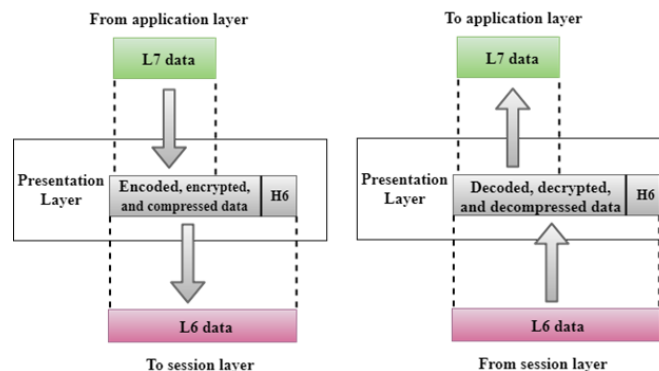 From application layer
L7 data
Presentation
Layer
Encoded, encrypted,
and compressed data
H6
L6 data
To session layer
To application layer
L7 data
Presentation
Layer
Decoded, decrypted,
and decompressed data
H6
L6 data
From session layer